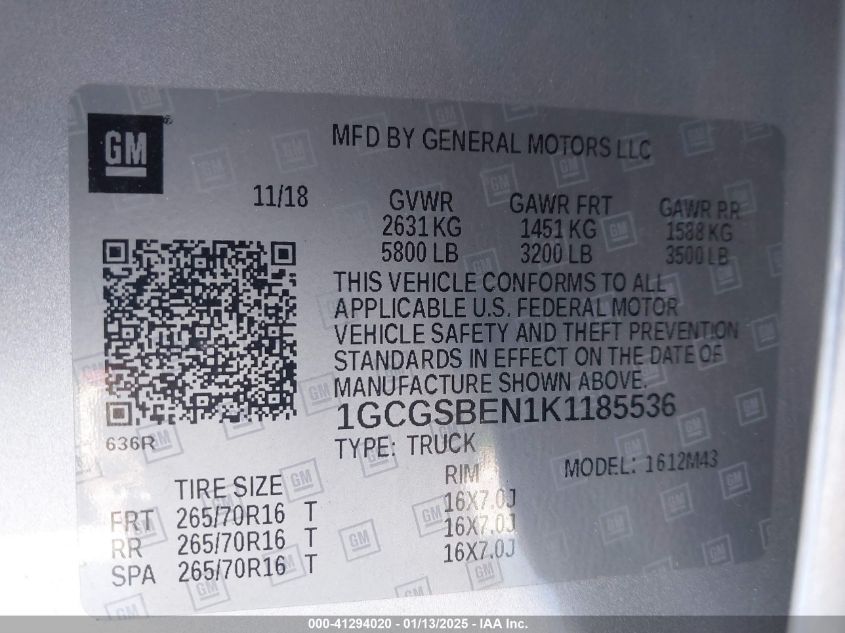 GM
MFD BY GENERAL MOTORS LLC
11/18
GVWR GAWR FRT GAWR RR
2631 KG 1451 KG 1588 KG
5800 LB 3200 LB 3500 LB
THIS VEHICLE CONFORMS TO ALL
APPLICABLE U.S. FEDERAL MOTOR
VEHICLE SAFETY AND THEFT PREVENTION
STANDARDS IN EFFECT ON THE DATE OF
MANUFACTURE SHOWN ABOVE.
1GCGSBEN1K1185536
636R
TYPE: TRUCK
MODEL: 1612M43
TIRE SIZE RIM
FRT 265/70R16 T 16X7.0J
RR 265/70R16 T 16X7.0J
SPA 265/70R16 T 16X7.0J
000-41294020 - 01/13/2025 - IAA Inc.